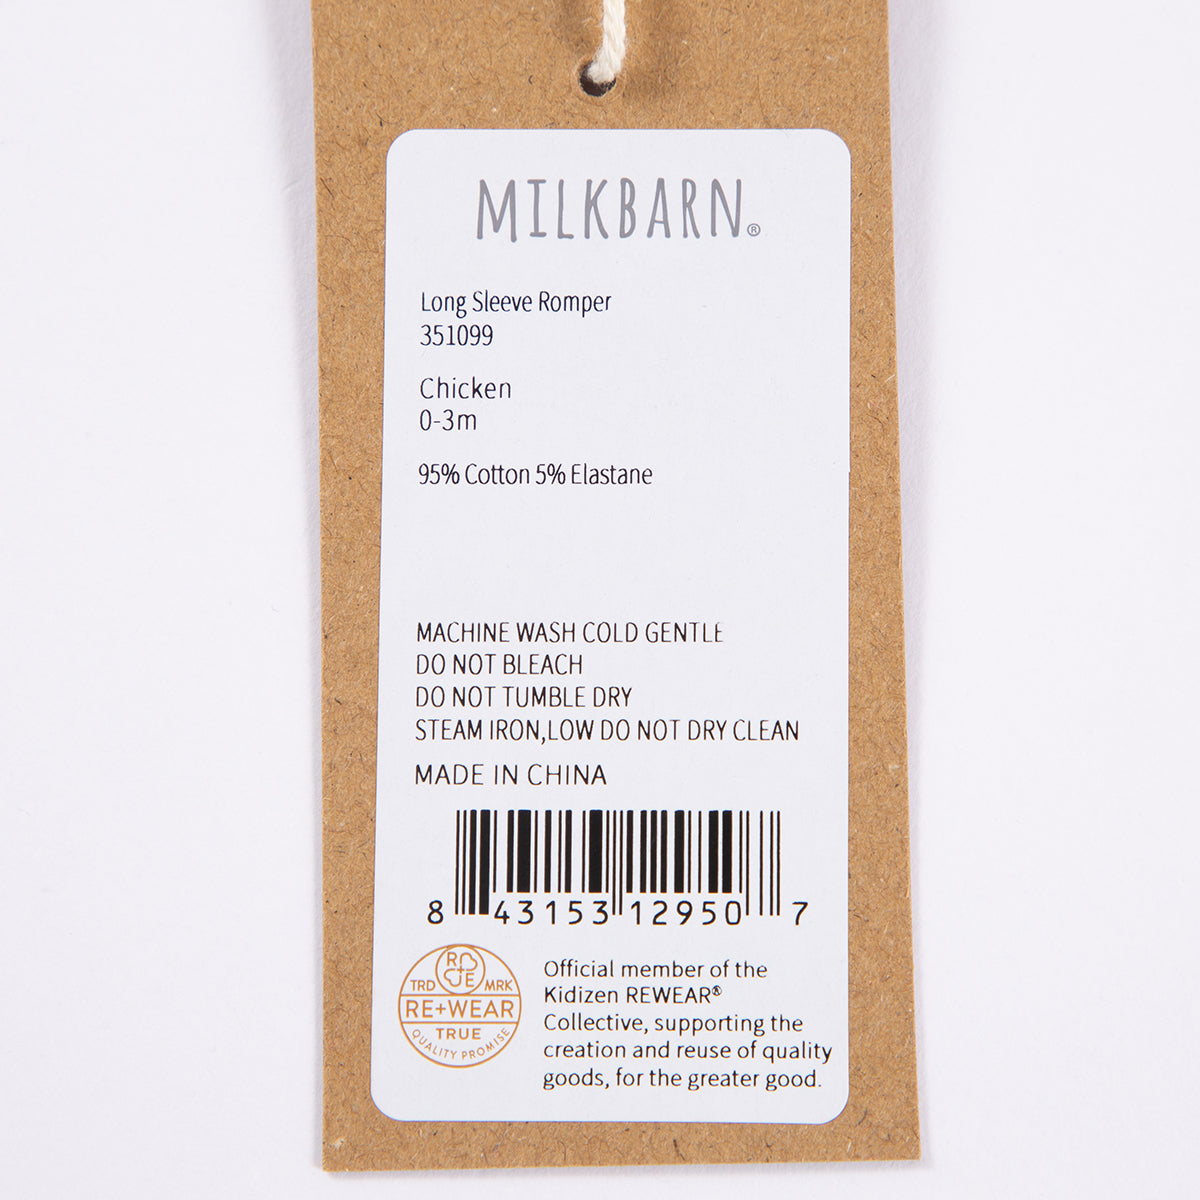 MILKBARN®
Long Sleeve Romper
351099
Chicken
0-3m
95% Cotton 5% Elastane
MACHINE WASH COLD GENTLE
DO NOT BLEACH
DO NOT TUMBLE DRY
STEAM IRON,LOW DO NOT DRY CLEAN
MADE IN CHINA
8 43153 12950 7
R+E
TRD MRK
RE+WEAR
TRUE
QUALITY PROMISE
Official member of the
Kidizen REWEAR®
Collective, supporting the
creation and reuse of quality
goods, for the greater good.